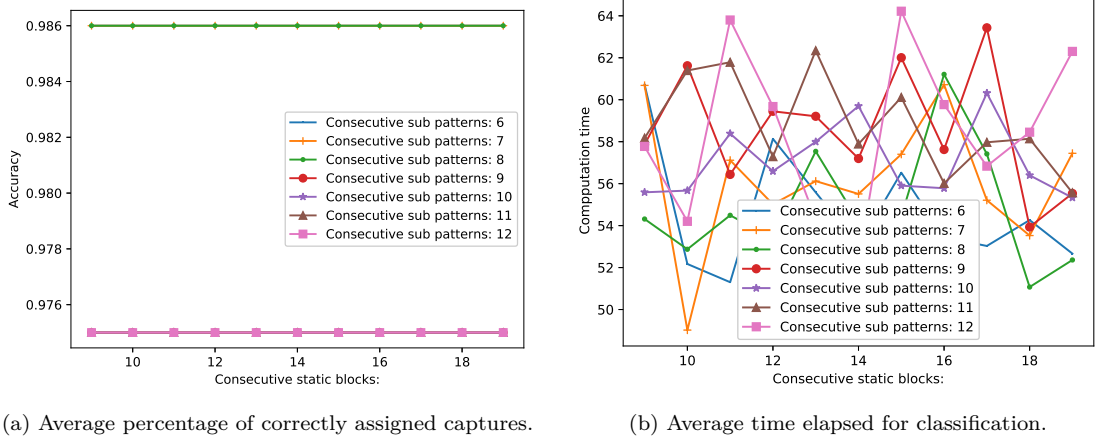 0.986
0.984
0.982
0.980
0.978
0.976
Accuracy
Consecutive sub patterns: 6
Consecutive sub patterns: 7
Consecutive sub patterns: 8
Consecutive sub patterns: 9
Consecutive sub patterns: 10
Consecutive sub patterns: 11
Consecutive sub patterns: 12
10 12 14 16 18
Consecutive static blocks:
(a) Average percentage of correctly assigned captures.
64
62
60
58
56
54
52
50
Computation time
Consecutive sub patterns: 6
Consecutive sub patterns: 7
Consecutive sub patterns: 8
Consecutive sub patterns: 9
Consecutive sub patterns: 10
Consecutive sub patterns: 11
Consecutive sub patterns: 12
10 12 14 16 18
Consecutive static blocks:
(b) Average time elapsed for classification.